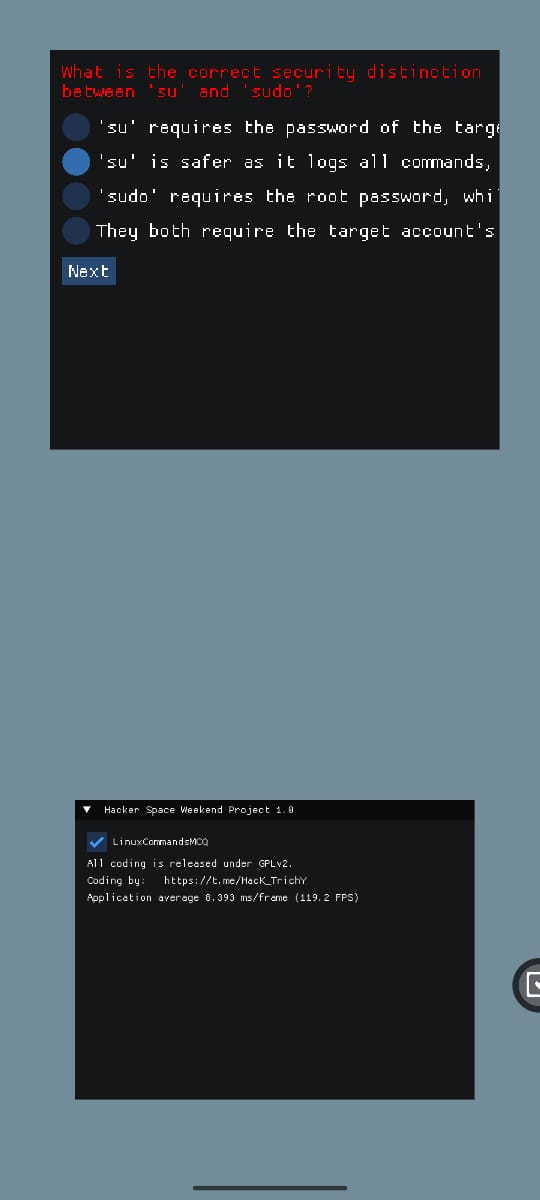 What is the correct security distinction
between 'su' and 'sudo'?
'su' requires the password of the targe
'su' is safer as it logs all commands,
'sudo' requires the root password, whil
They both require the target account's
Next
Hacker Space Weekend Project 1.0
LinuxCommandsMCQ
All coding is released under GPLv2.
Coding by: https://t.me/HacK_TrichY
Application average 8.393 ms/frame (119.2 FPS)